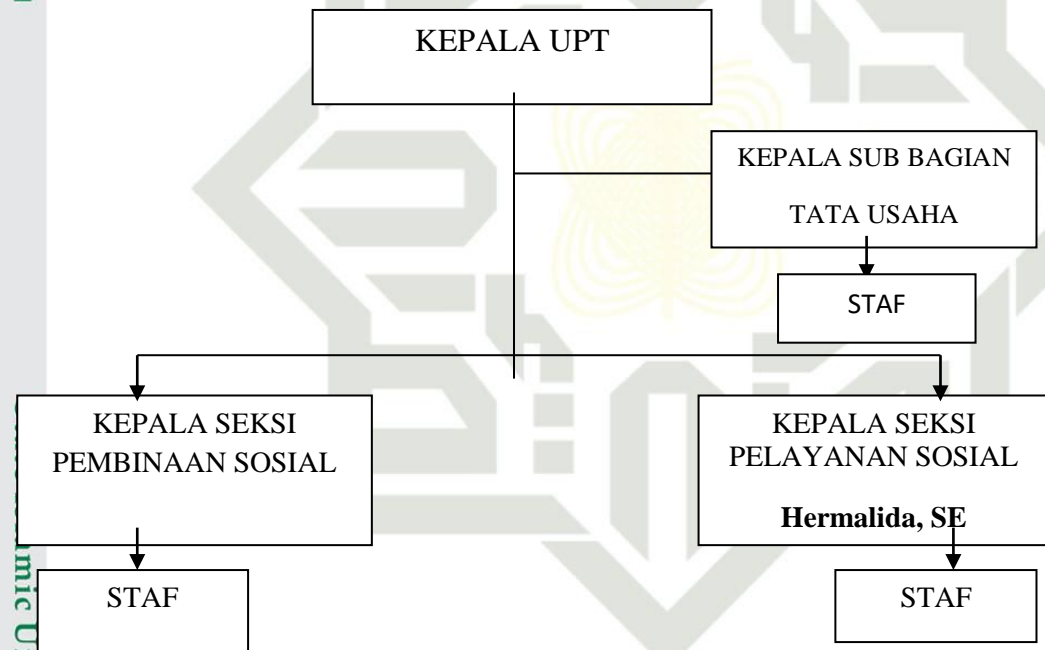 KEPALA UPT
KEPALA SUB BAGIAN
TATA USAHA
STAF
KEPALA SEKSI
PEMBINAAN SOSIAL
KEPALA SEKSI
PELAYANAN SOSIAL
Hermalida, SE
STAF
STAF